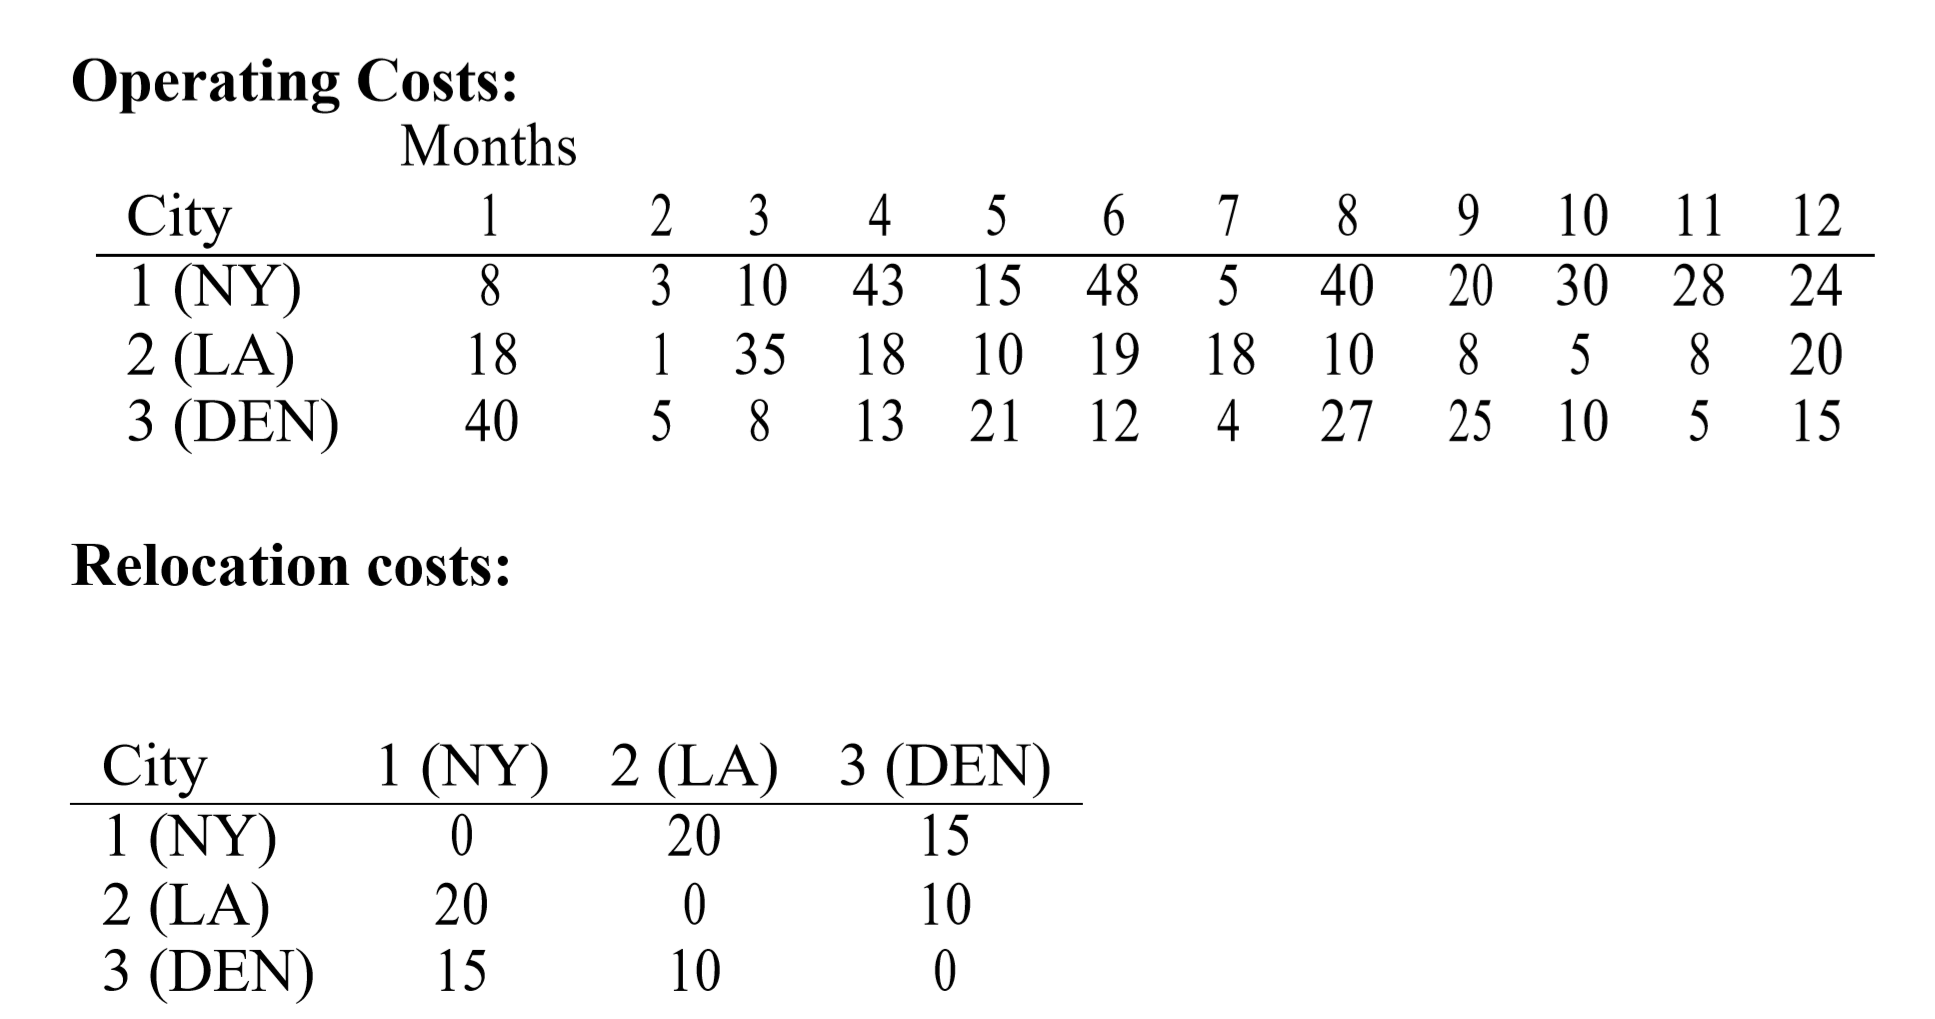 Operating Costs:
Months
City 1 2 3 4 5 6 7 8 9 10 11 12
1 (NY) 8 3 10 43 15 48 5 40 20 30 28 24
2 (LA) 18 1 35 18 10 19 18 10 8 5 8 20
3 (DEN) 40 5 8 13 21 12 4 27 25 10 5 15
Relocation costs:
City 1 (NY) 2 (LA) 3 (DEN)
1 (NY) 0 20 15
2 (LA) 20 0 10
3 (DEN) 15 10 0